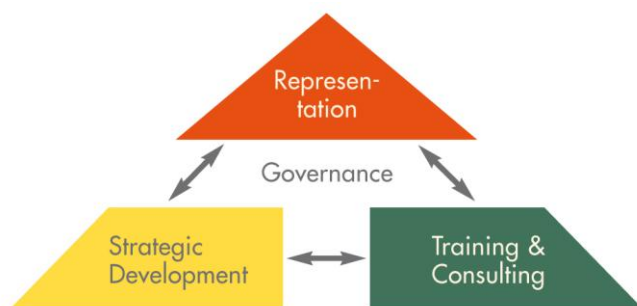 Represen-
tation
Governance
Strategic
Development
Training &
Consulting